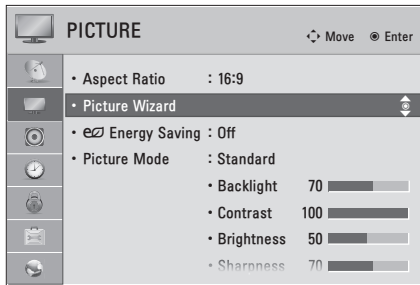 PICTURE
Move Enter
• Aspect Ratio : 16:9
• Picture Wizard
• Energy Saving : Off
• Picture Mode : Standard
• Backlight 70
• Contrast 100
• Brightness 50
• Sharpness 70